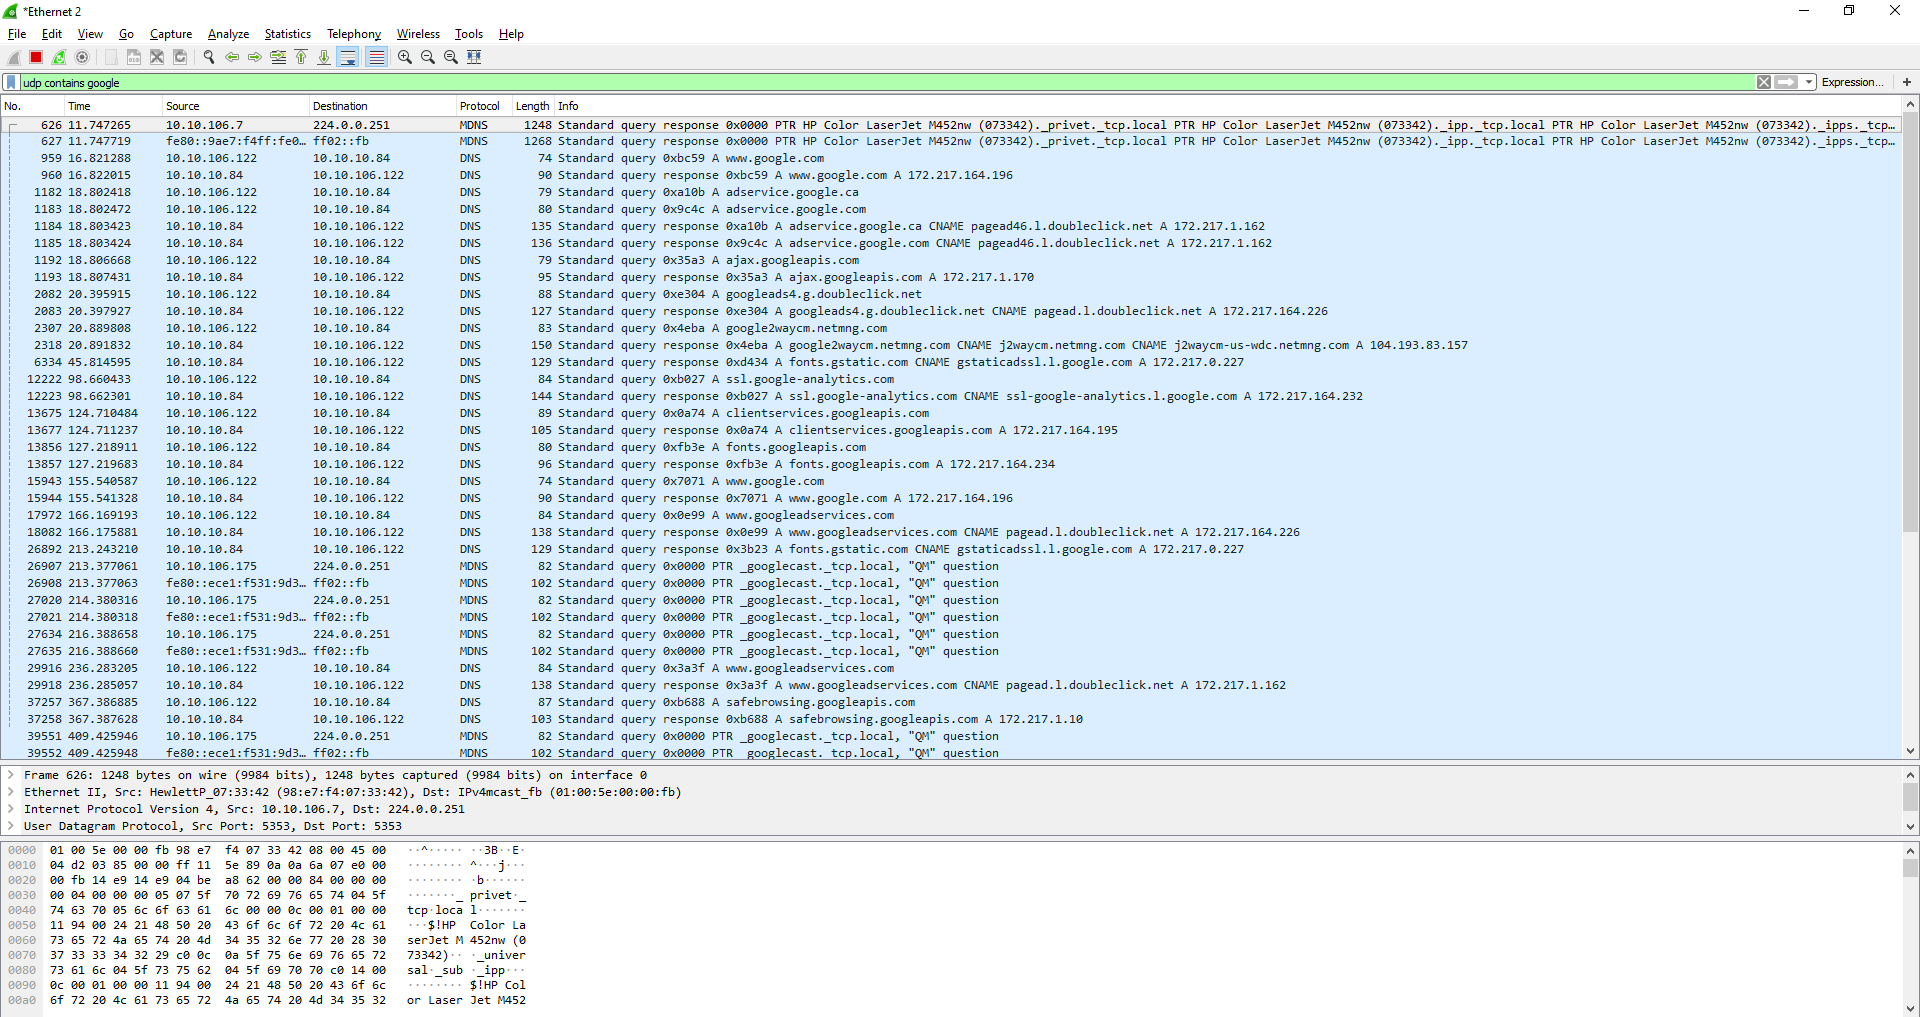 *Ethernet 2
File Edit View Go Capture Analyze Statistics Telephony Wireless Tools Help
udp contains google
Expression... +
No. Time Source Destination Protocol Length Info
626 11.747265 10.10.106.7 224.0.0.251 MDNS 1248 Standard query response 0x0000 PTR HP Color LaserJet M452nw (073342)._privet._tcp.local PTR HP Color LaserJet M452nw (073342)._ipp._tcp.local PTR HP Color LaserJet M452nw (073342)._ipps._tcp...
627 11.747719 fe80::9ae7:f4ff:fe0... ff02::fb MDNS 1268 Standard query response 0x0000 PTR HP Color LaserJet M452nw (073342)._privet._tcp.local PTR HP Color LaserJet M452nw (073342)._ipp._tcp.local PTR HP Color LaserJet M452nw (073342)._ipps._tcp...
959 16.821288 10.10.106.122 10.10.10.84 DNS 74 Standard query 0xbc59 A www.google.com
960 16.822015 10.10.10.84 10.10.106.122 DNS 90 Standard query response 0xbc59 A www.google.com A 172.217.164.196
1182 18.802418 10.10.106.122 10.10.10.84 DNS 79 Standard query 0xa10b A adservice.google.ca
1183 18.802472 10.10.106.122 10.10.10.84 DNS 80 Standard query 0x9c4c A adservice.google.com
1184 18.803423 10.10.10.84 10.10.106.122 DNS 135 Standard query response 0xa10b A adservice.google.ca CNAME pagead46.l.doubleclick.net A 172.217.1.162
1185 18.803424 10.10.10.84 10.10.106.122 DNS 136 Standard query response 0x9c4c A adservice.google.com CNAME pagead46.l.doubleclick.net A 172.217.1.162
1192 18.806668 10.10.106.122 10.10.10.84 DNS 79 Standard query 0x35a3 A ajax.googleapis.com
1193 18.807431 10.10.10.84 10.10.106.122 DNS 95 Standard query response 0x35a3 A ajax.googleapis.com A 172.217.1.170
2082 20.395915 10.10.106.122 10.10.10.84 DNS 88 Standard query 0xe304 A googleads4.g.doubleclick.net
2083 20.397927 10.10.10.84 10.10.106.122 DNS 127 Standard query response 0xe304 A googleads4.g.doubleclick.net CNAME pagead.l.doubleclick.net A 172.217.164.226
2307 20.889808 10.10.106.122 10.10.10.84 DNS 83 Standard query 0x4eba A google2waycm.netmng.com
2318 20.891832 10.10.10.84 10.10.106.122 DNS 150 Standard query response 0x4eba A google2waycm.netmng.com CNAME j2waycm.netmng.com CNAME j2waycm-us-wdc.netmng.com A 104.193.83.157
6334 45.814595 10.10.10.84 10.10.106.122 DNS 129 Standard query response 0xd434 A fonts.gstatic.com CNAME gstaticadssl.l.google.com A 172.217.0.227
12222 98.660433 10.10.106.122 10.10.10.84 DNS 84 Standard query 0xb027 A ssl.google-analytics.com
12223 98.662301 10.10.10.84 10.10.106.122 DNS 144 Standard query response 0xb027 A ssl.google-analytics.com CNAME ssl-google-analytics.l.google.com A 172.217.164.232
13675 124.710484 10.10.106.122 10.10.10.84 DNS 89 Standard query 0x0a74 A clientservices.googleapis.com
13677 124.711237 10.10.10.84 10.10.106.122 DNS 105 Standard query response 0x0a74 A clientservices.googleapis.com A 172.217.164.195
13856 127.218911 10.10.106.122 10.10.10.84 DNS 80 Standard query 0xfb3e A fonts.googleapis.com
13857 127.219683 10.10.10.84 10.10.106.122 DNS 96 Standard query response 0xfb3e A fonts.googleapis.com A 172.217.164.234
15943 155.540587 10.10.106.122 10.10.10.84 DNS 74 Standard query 0x7071 A www.google.com
15944 155.541328 10.10.10.84 10.10.106.122 DNS 90 Standard query response 0x7071 A www.google.com A 172.217.164.196
17972 166.169193 10.10.106.122 10.10.10.84 DNS 84 Standard query 0x0e99 A www.googleadservices.com
18082 166.175881 10.10.10.84 10.10.106.122 DNS 138 Standard query response 0x0e99 A www.googleadservices.com CNAME pagead.l.doubleclick.net A 172.217.164.226
26892 213.243210 10.10.10.84 10.10.106.122 DNS 129 Standard query response 0x3b23 A fonts.gstatic.com CNAME gstaticadssl.l.google.com A 172.217.0.227
26907 213.377061 10.10.106.175 224.0.0.251 MDNS 82 Standard query 0x0000 PTR _googlecast._tcp.local, "QM" question
26908 213.377063 fe80::ece1:f531:9d3... ff02::fb MDNS 102 Standard query 0x0000 PTR _googlecast._tcp.local, "QM" question
27020 214.380316 10.10.106.175 224.0.0.251 MDNS 82 Standard query 0x0000 PTR _googlecast._tcp.local, "QM" question
27021 214.380318 fe80::ece1:f531:9d3... ff02::fb MDNS 102 Standard query 0x0000 PTR _googlecast._tcp.local, "QM" question
27634 216.388658 10.10.106.175 224.0.0.251 MDNS 82 Standard query 0x0000 PTR _googlecast._tcp.local, "QM" question
27635 216.388660 fe80::ece1:f531:9d3... ff02::fb MDNS 102 Standard query 0x0000 PTR _googlecast._tcp.local, "QM" question
29916 236.283205 10.10.106.122 10.10.10.84 DNS 84 Standard query 0x3a3f A www.googleadservices.com
29918 236.285057 10.10.10.84 10.10.106.122 DNS 138 Standard query response 0x3a3f A www.googleadservices.com CNAME pagead.l.doubleclick.net A 172.217.1.162
37257 367.386885 10.10.106.122 10.10.10.84 DNS 87 Standard query 0xb688 A safebrowsing.googleapis.com
37258 367.387628 10.10.10.84 10.10.106.122 DNS 103 Standard query response 0xb688 A safebrowsing.googleapis.com A 172.217.1.10
39551 409.425946 10.10.106.175 224.0.0.251 MDNS 82 Standard query 0x0000 PTR _googlecast._tcp.local, "QM" question
39552 409.425948 fe80::ece1:f531:9d3... ff02::fb MDNS 102 Standard query 0x0000 PTR _googlecast._tcp.local, "QM" question
Frame 626: 1248 bytes on wire (9984 bits), 1248 bytes captured (9984 bits) on interface 0
Ethernet II, Src: HewlettP_07:33:42 (98:e7:f4:07:33:42), Dst: IPv4mcast_fb (01:00:5e:00:00:fb)
Internet Protocol Version 4, Src: 10.10.106.7, Dst: 224.0.0.251
User Datagram Protocol, Src Port: 5353, Dst Port: 5353
0000 01 00 5e 00 00 fb 98 e7 f4 07 33 42 08 00 45 00 ··^····· ··3B··E·
0010 04 d2 03 85 00 00 ff 11 5e 89 0a 0a 6a 07 e0 00 ········ ^···j···
0020 00 fb 14 e9 14 e9 04 be a8 62 00 00 84 00 00 00 ········ ·b······
0030 00 04 00 00 00 05 07 5f 70 72 69 76 65 74 04 5f ·······_ privet·_
0040 74 63 70 05 6c 6f 63 61 6c 00 00 0c 00 01 00 00 tcp·loca l·······
0050 11 94 00 24 21 48 50 20 43 6f 6c 6f 72 20 4c 61 ···$!HP Color La
0060 73 65 72 4a 65 74 20 4d 34 35 32 6e 77 20 28 30 serJet M 452nw (0
0070 37 33 33 34 32 29 c0 0c 0a 5f 75 6e 69 76 65 72 73342)·· ·_univer
0080 73 61 6c 04 5f 73 75 62 04 5f 69 70 70 c0 14 00 sal·_sub ·_ipp···
0090 0c 00 01 00 00 11 94 00 24 21 48 50 20 43 6f 6c ········ $!HP Col
00a0 6f 72 20 4c 61 73 65 72 4a 65 74 20 4d 34 35 32 or Laser Jet M452